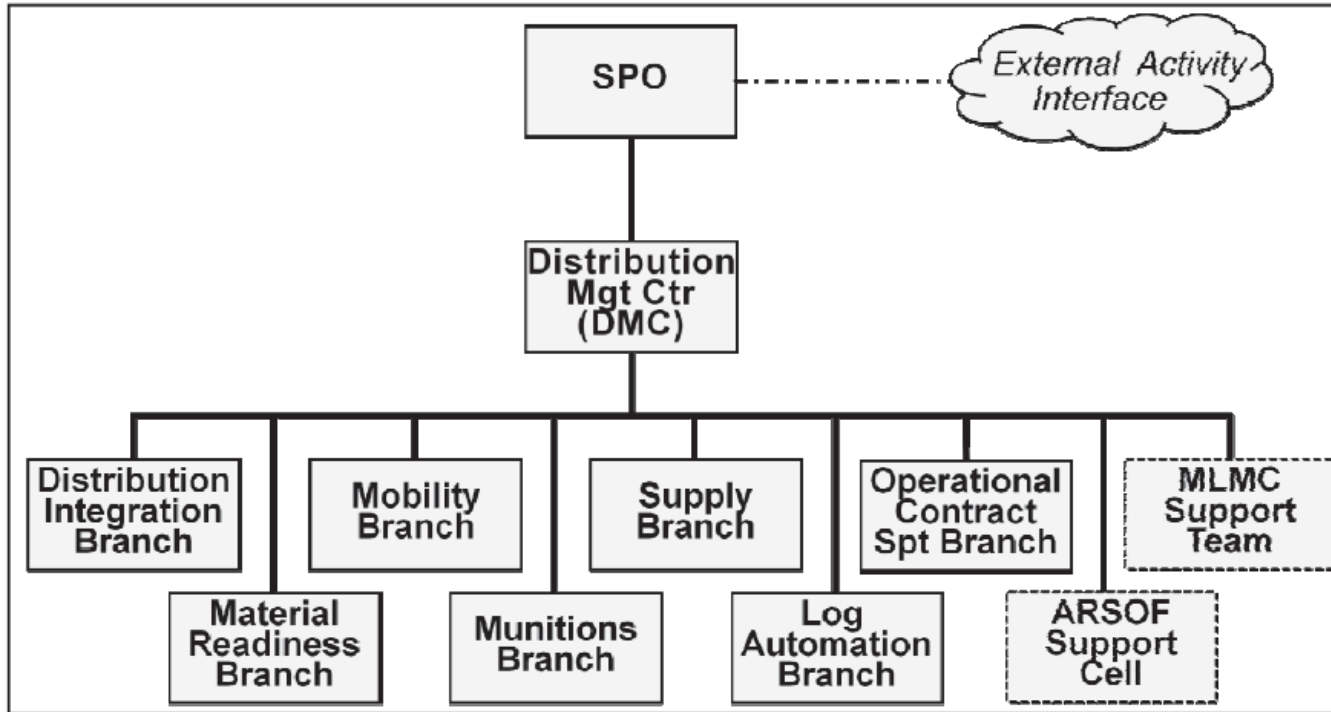 SPO
External Activity
Interface
Distribution
Mgt Ctr
(DMC)
Distribution
Integration
Branch
Mobility
Branch
Supply
Branch
Operational
Contract
Spt Branch
MLMC
Support
Team
Material
Readiness
Branch
Munitions
Branch
Log
Automation
Branch
ARSOF
Support
Cell